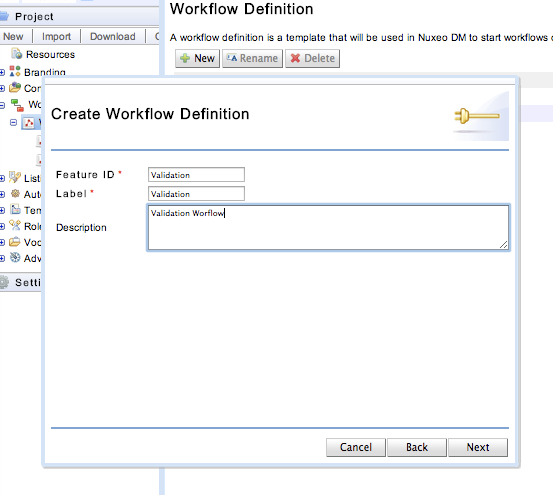 Project
New
Import
Download
Resources
Branding
Workflow Definition
A workflow definition is a template that will be used in Nuxeo DM to start workflows
New
Rename
Delete
Create Workflow Definition
Feature ID *
Validation
Label *
Validation
Description
Validation Worflow
Cancel
Back
Next
Con
Wo
List
Aut
Tem
Role
Voc
Adv
Setti